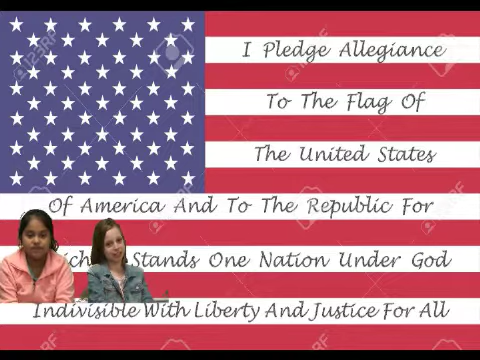 I Pledge Allegiance
To The Flag Of
The United States
Of America And To The Republic For
Stands One Nation Under God
Indivisible With Liberty And Justice For All